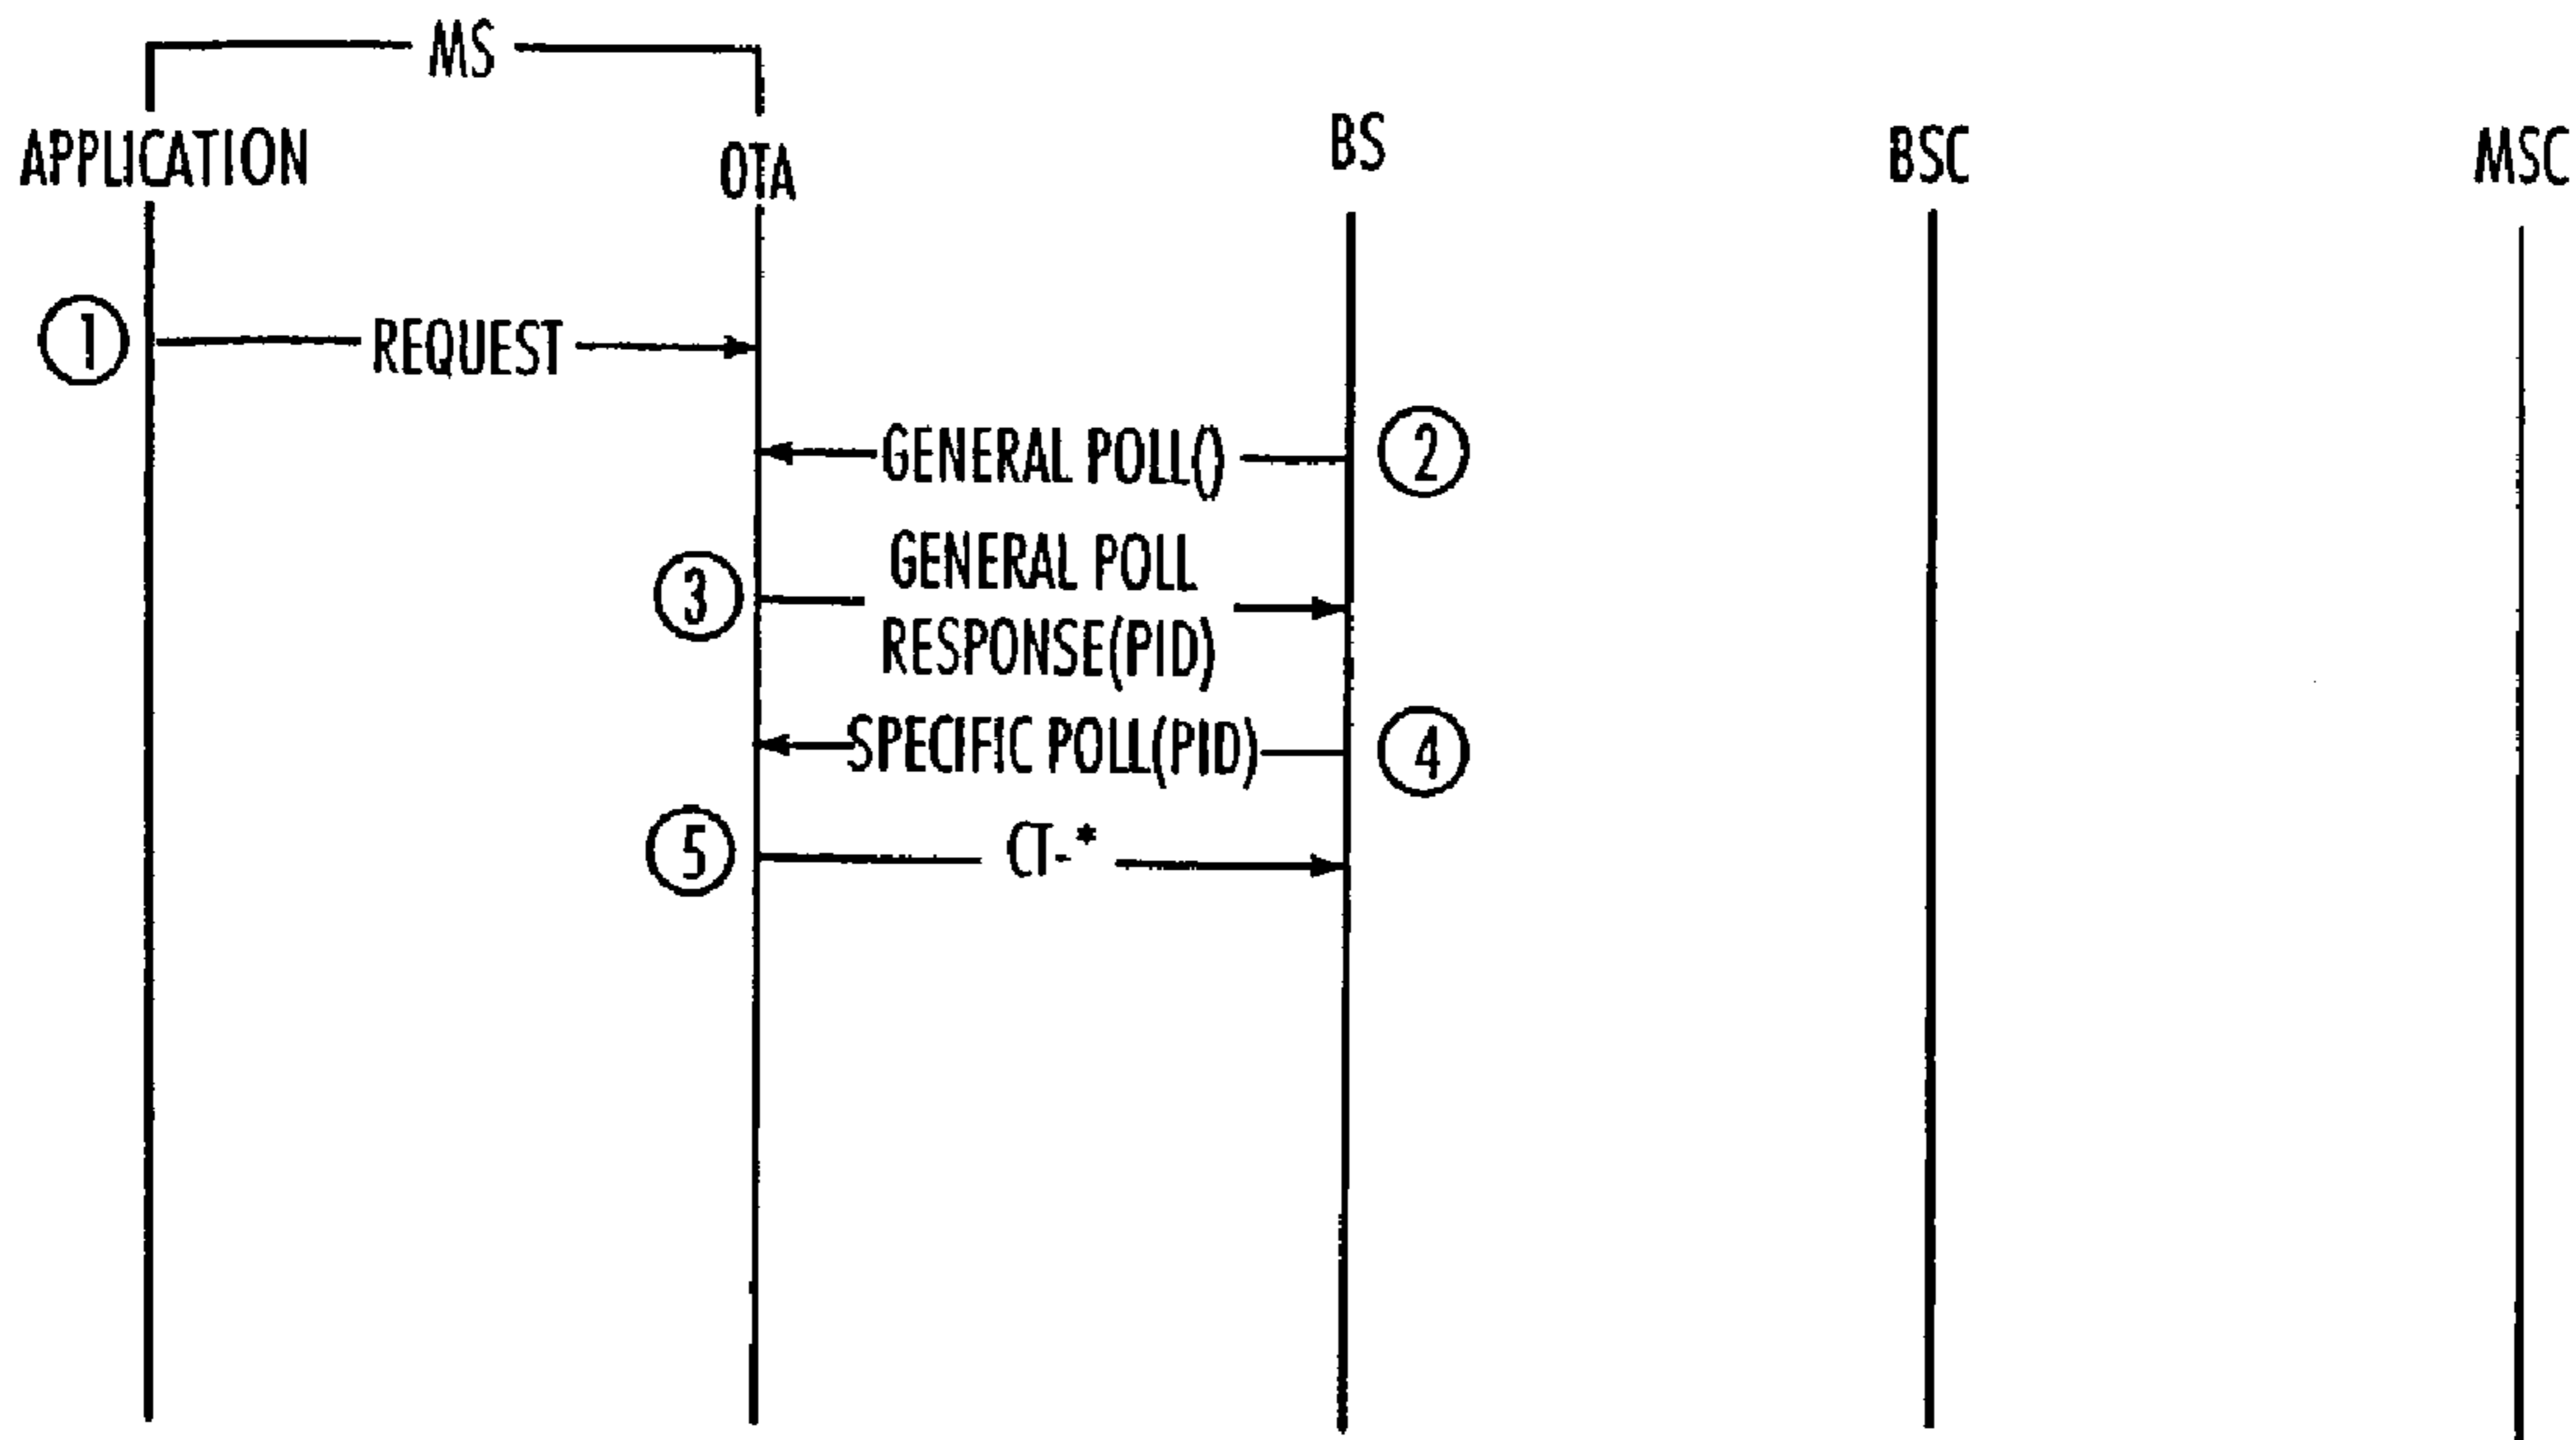 MS
APPLICATION
OTA
BS
BSC
MSC
1
REQUEST
GENERAL POLL()
2
3
GENERAL POLL
RESPONSE(PID)
SPECIFIC POLL(PID)
4
5
CT-*